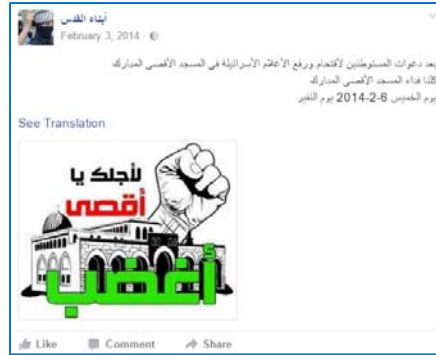 أبناء القدس
February 3, 2014
بعد دعوات المستوطنين لأقتحام ورفع الأعلام الاسرائيلة في المسجد الأقصى المبارك
كلنا فداء المسجد الأقصى المبارك
يوم الخميس 6-2-2014 يوم النفير
See Translation
لأجلك يا
أقصى
أغضب
Like Comment Share